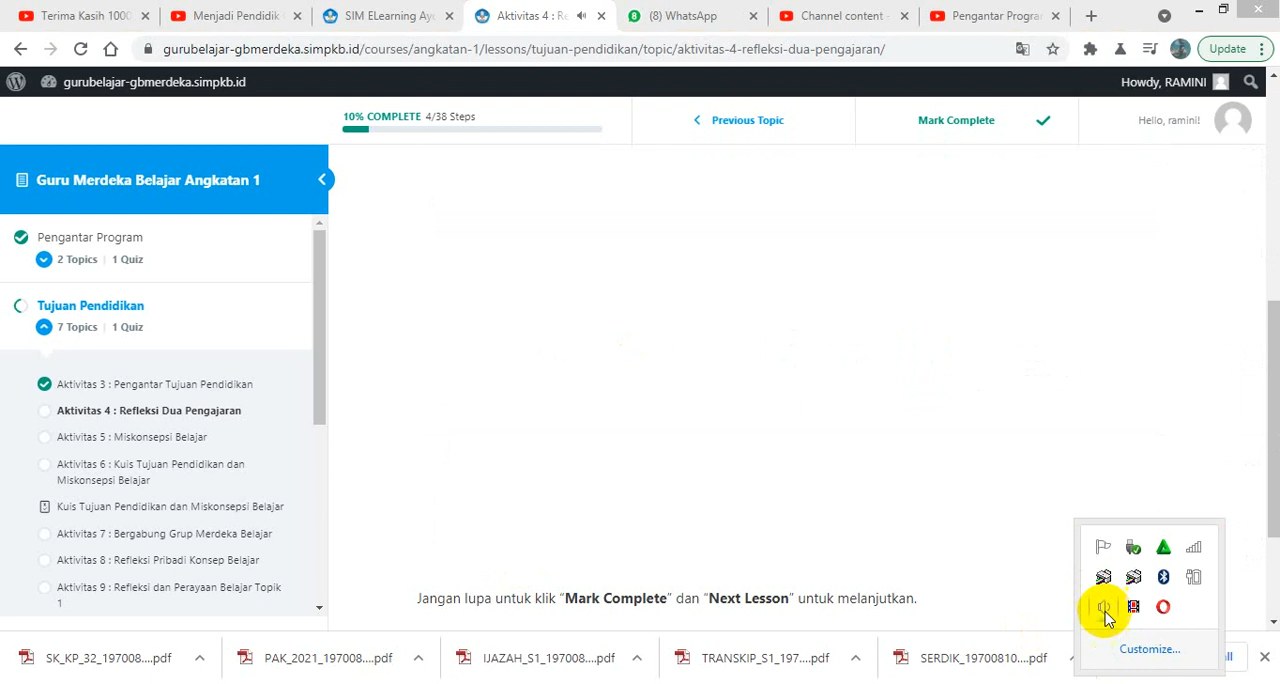 Terima Kasih 1000
Menjadi Pendidik
SIM ELearning Ay
Aktivitas 4 : Re
(8) WhatsApp
Channel content -
Pengantar Progra
gurubelajar-gbmerdeka.simpkb.id/courses/angkatan-1/lessons/tujuan-pendidikan/topic/aktivitas-4-refleksi-dua-pengajaran/
Update
gurubelajar-gbmerdeka.simpkb.id
Howdy, RAMINI
10% COMPLETE 4/38 Steps
Previous Topic
Mark Complete
Hello, ramini!
Guru Merdeka Belajar Angkatan 1
Pengantar Program
2 Topics | 1 Quiz
Tujuan Pendidikan
7 Topics | 1 Quiz
Aktivitas 3 : Pengantar Tujuan Pendidikan
Aktivitas 4 : Refleksi Dua Pengajaran
Aktivitas 5 : Miskonsepsi Belajar
Aktivitas 6 : Kuis Tujuan Pendidikan dan
Miskonsepsi Belajar
Kuis Tujuan Pendidikan dan Miskonsepsi Belajar
Aktivitas 7 : Bergabung Grup Merdeka Belajar
Aktivitas 8 : Refleksi Pribadi Konsep Belajar
Aktivitas 9 : Refleksi dan Perayaan Belajar Topik
1
Jangan lupa untuk klik “Mark Complete” dan “Next Lesson” untuk melanjutkan.
Customize...
SK_KP_32_197008....pdf
PAK_2021_197008....pdf
IJAZAH_S1_197008....pdf
TRANSKIP_S1_197....pdf
SERDIK_19700810....pdf